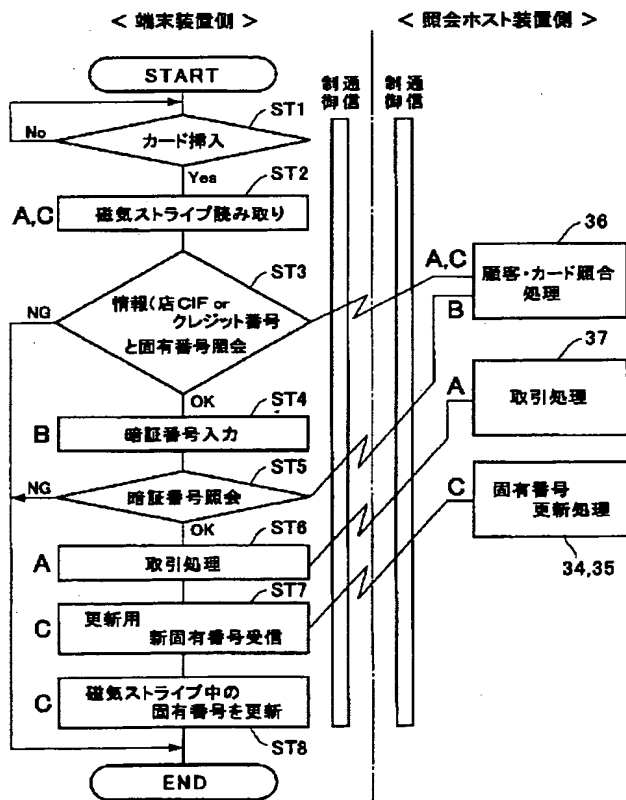 < 端末装置側 >
< 照会ホスト装置側 >
START
制御
通信
制御
通信
ST1
No
カード挿入
Yes
ST2
A,C
磁気ストライプ読み取り
ST3
NG
情報(店CIF or
クレジット番号
と固有番号照会
OK
ST4
B
暗証番号入力
ST5
NG
暗証番号照会
OK
ST6
A
取引処理
ST7
C
更新用
新固有番号受信
C
磁気ストライプ中の
固有番号を更新
ST8
END
36
A,C
顧客・カード照合
処理
B
37
A
取引処理
C
固有番号
更新処理
34,35